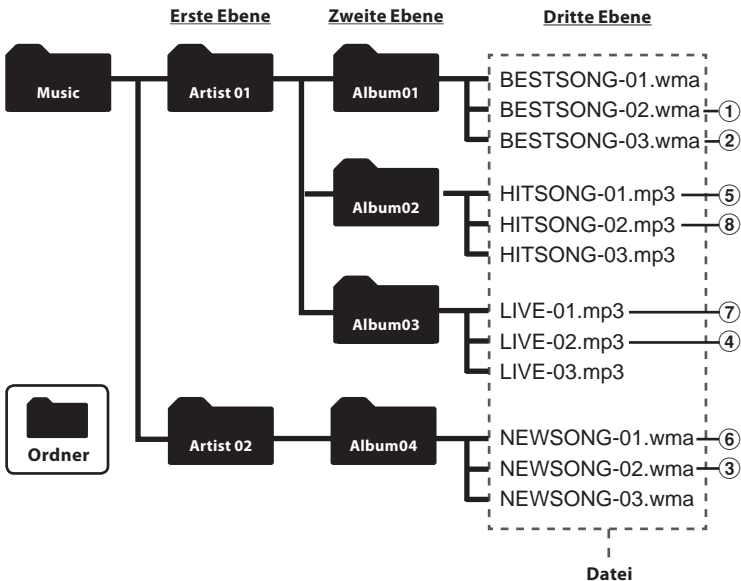 Erste Ebene Zweite Ebene Dritte Ebene
Music
Artist 01
Album01
BESTSONG-01.wma
BESTSONG-02.wma ①
BESTSONG-03.wma ②
Album02
HITSONG-01.mp3 ⑤
HITSONG-02.mp3 ⑧
HITSONG-03.mp3
Album03
LIVE-01.mp3 ⑦
LIVE-02.mp3 ④
LIVE-03.mp3
Ordner
Artist 02
Album04
NEWSONG-01.wma ⑥
NEWSONG-02.wma ③
NEWSONG-03.wma
Datei